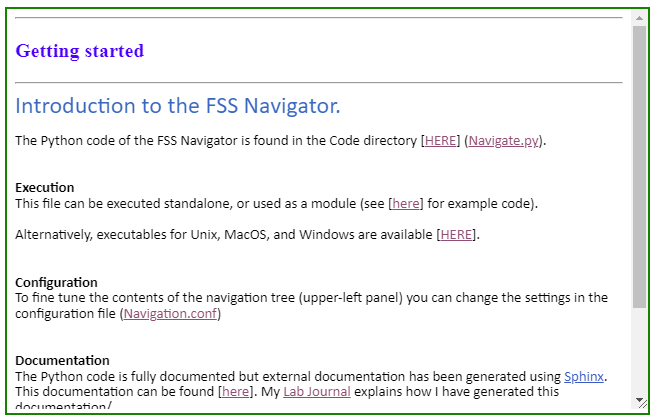 Getting started
Introduction to the FSS Navigator.
The Python code of the FSS Navigator is found in the Code directory [HERE] (Navigate.py).
Execution
This file can be executed standalone, or used as a module (see [here] for example code).
Alternatively, executables for Unix, MacOS, and Windows are available [HERE].
Configuration
To fine tune the contents of the navigation tree (upper-left panel) you can change the settings in the
configuration file (Navigation.conf)
Documentation
The Python code is fully documented but external documentation has been generated using Sphinx.
This documentation can be found [here]. My Lab Journal explains how I have generated this
documentation/